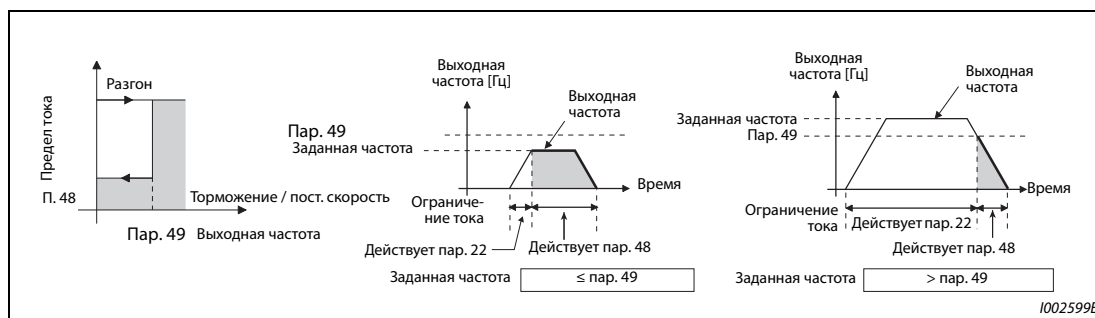 Предел тока
Разгон
П. 48
Торможение / пост. скорость
Пар. 49
Выходная частота
Выходная
частота [Гц]
Выходная
частота
Пар. 49
Заданная частота
Время
Ограниче-
ние тока
Действует пар. 22
Действует пар. 48
Заданная частота
≤ пар. 49
Выходная
частота [Гц]
Выходная
частота
Заданная частота
Пар. 49
Время
Ограничение
тока
Действует пар. 22
Действует пар. 48
Заданная частота
> пар. 49
I002599E